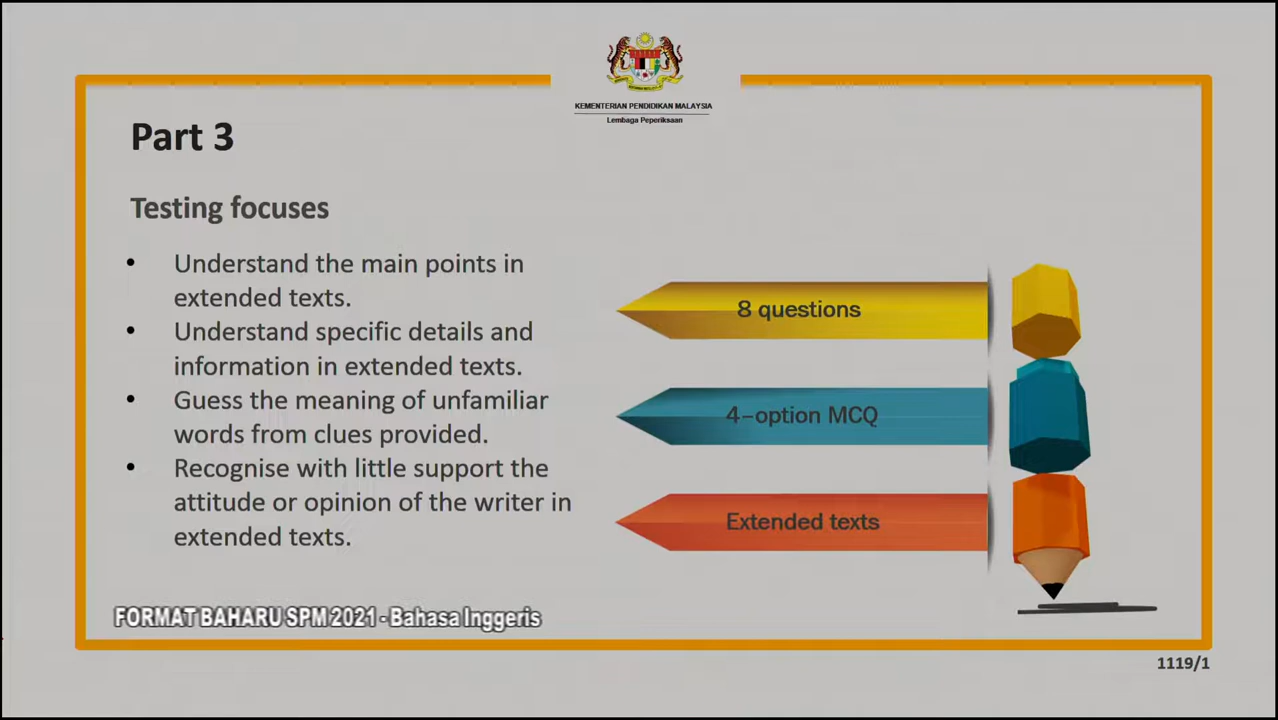 KEMENTERIAN PENDIDIKAN MALAYSIA
Lembaga Peperiksaan
Part 3
Testing focuses
• Understand the main points in
extended texts.
• Understand specific details and
information in extended texts.
• Guess the meaning of unfamiliar
words from clues provided.
• Recognise with little support the
attitude or opinion of the writer in
extended texts.
8 questions
4-option MCQ
Extended texts
FORMAT BAHARU SPM 2021 - Bahasa Inggeris
1119/1